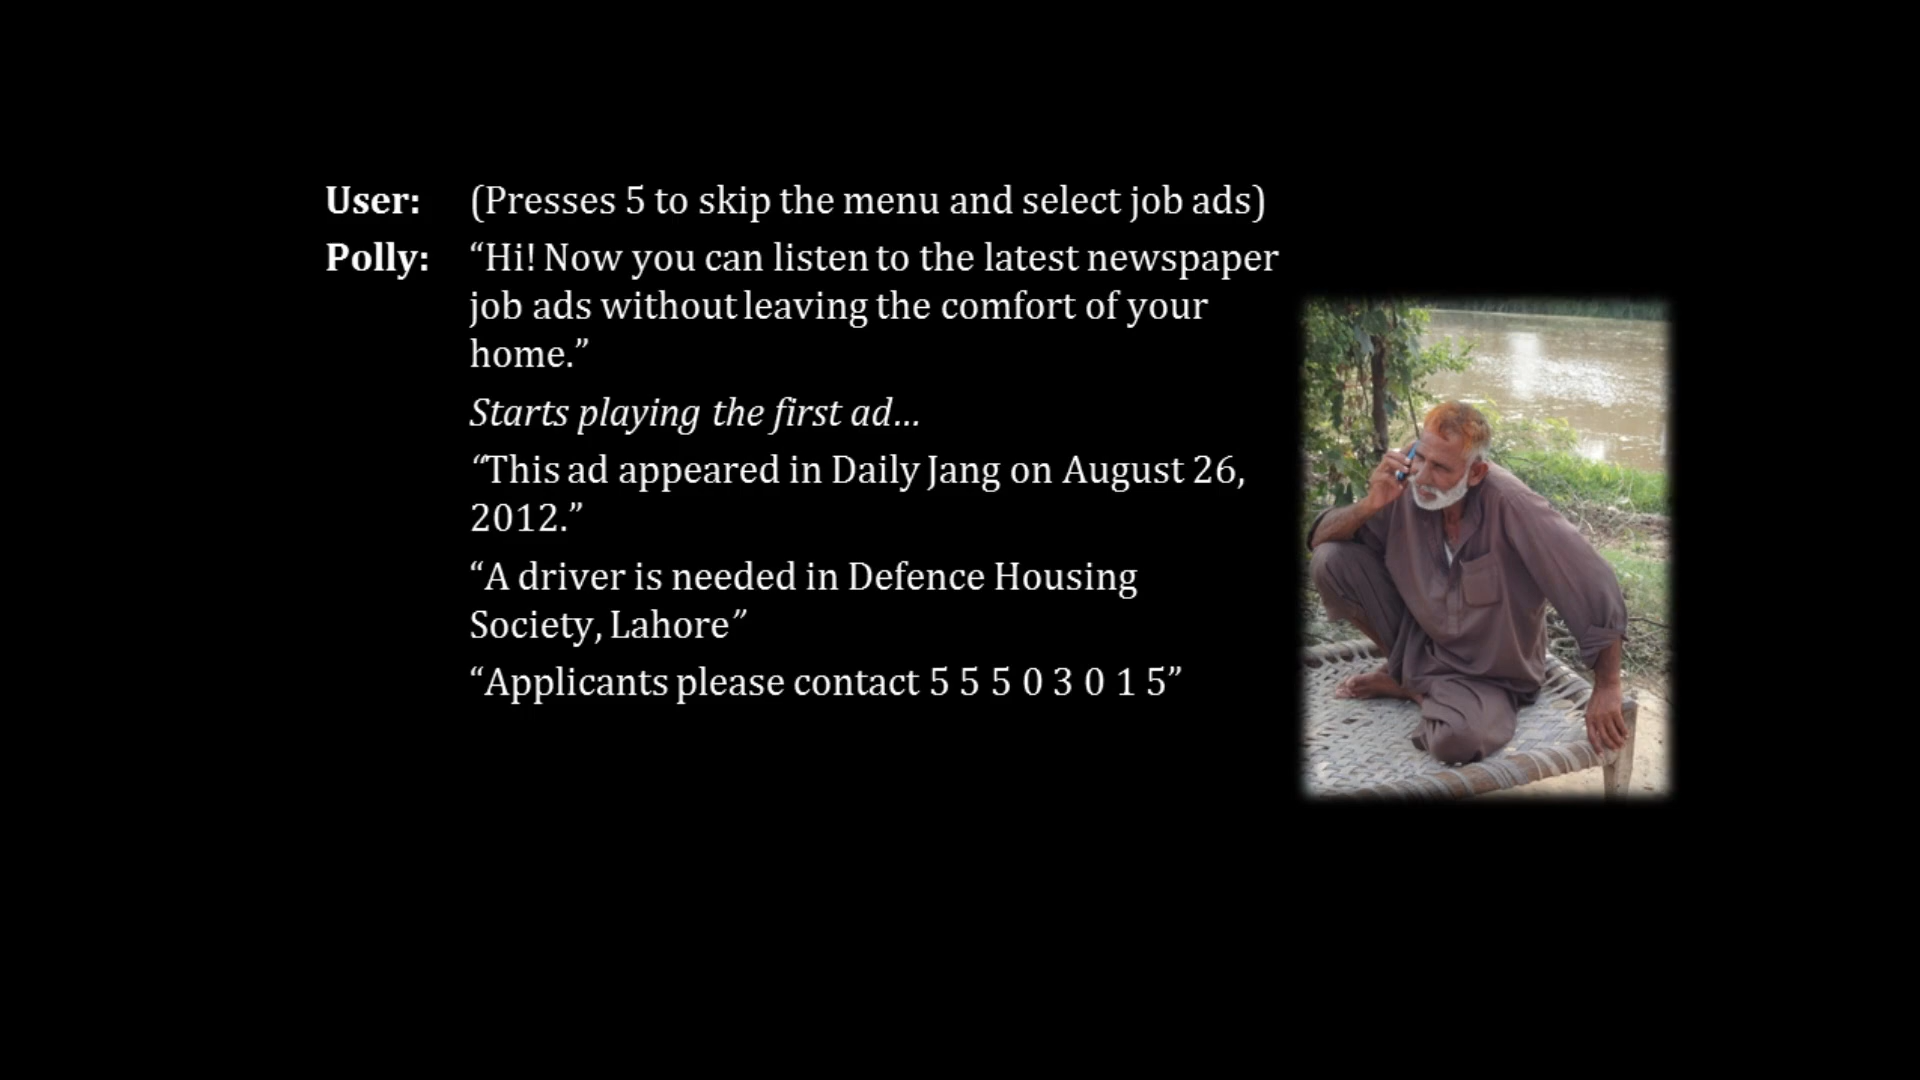 User: (Presses 5 to skip the menu and select job ads)
Polly: “Hi! Now you can listen to the latest newspaper
job ads without leaving the comfort of your
home.”
Starts playing the first ad...
“This ad appeared in Daily Jang on August 26,
2012.”
“A driver is needed in Defence Housing
Society, Lahore”
“Applicants please contact 5 5 5 0 3 0 1 5”